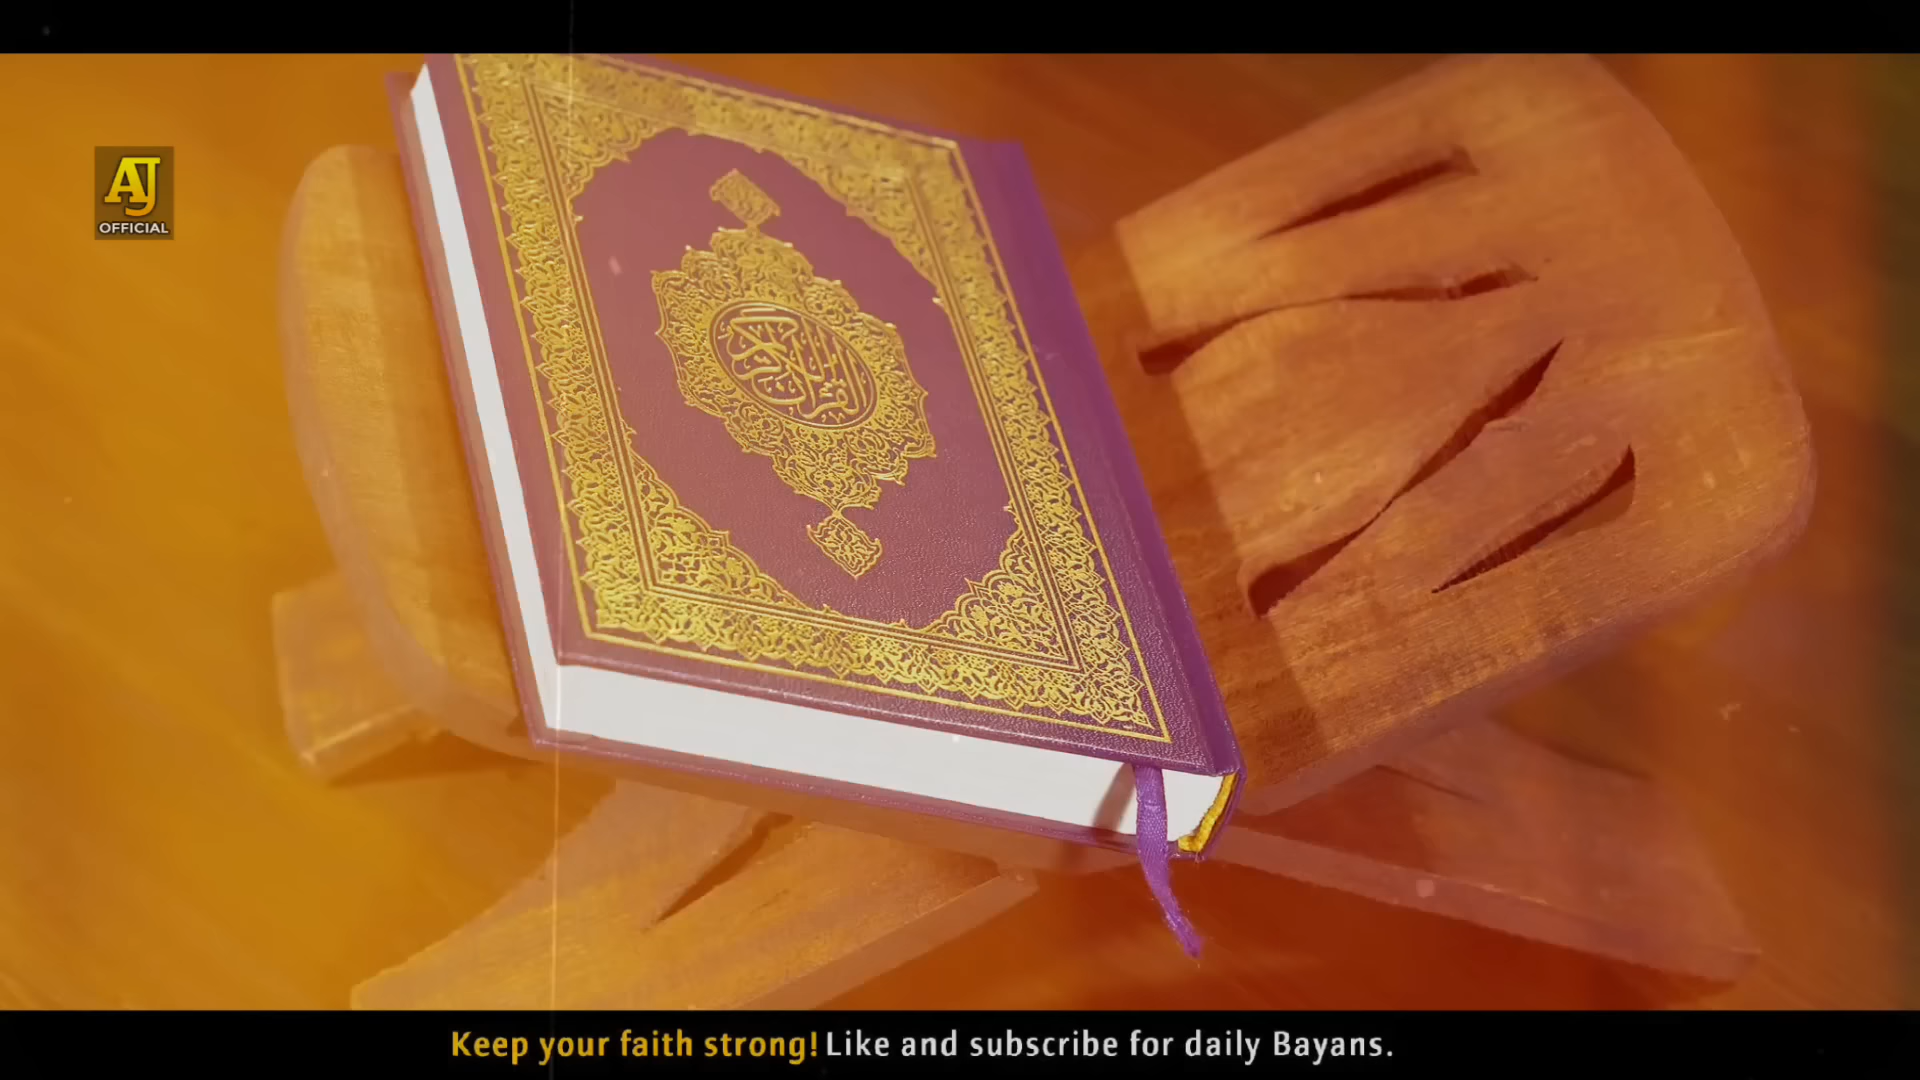 AJ
OFFICIAL
القرآن الكريم
Keep your faith strong! Like and subscribe for daily Bayans.